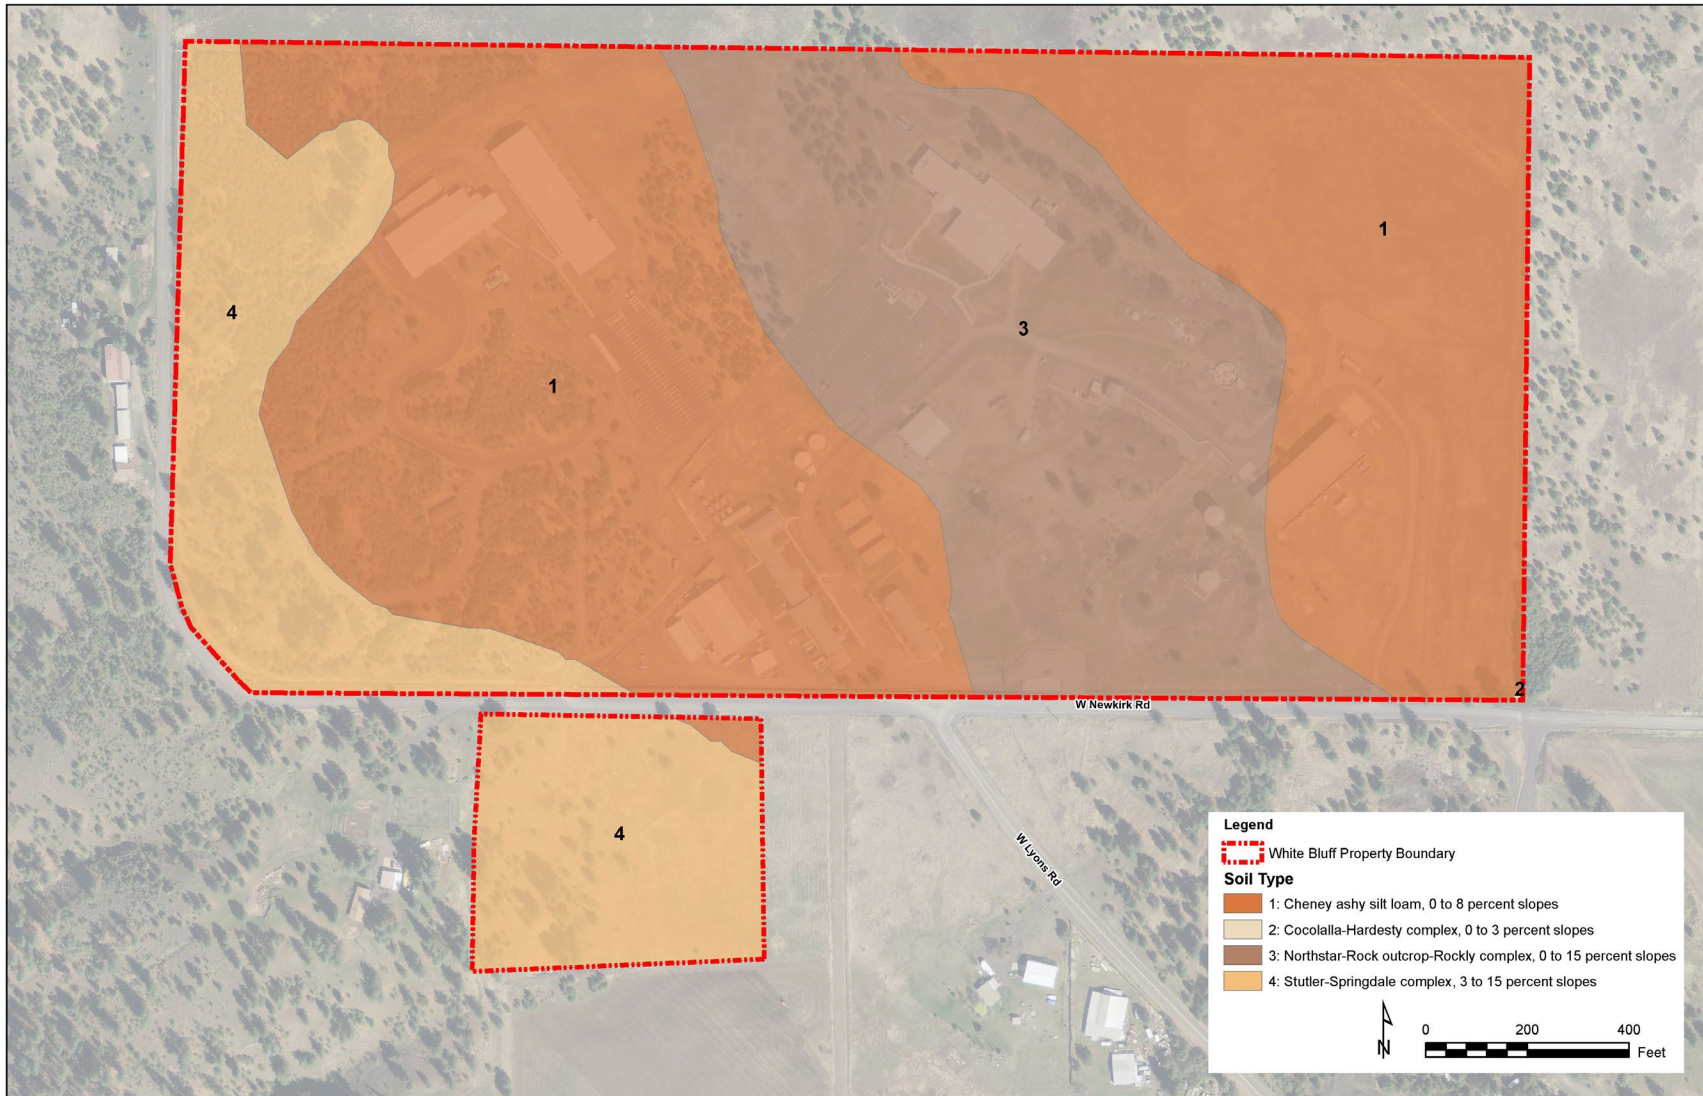 1
4
3
1
2
W Newkirk Rd
4
W Lyons Rd
Legend
White Bluff Property Boundary
Soil Type
1: Cheney ashy silt loam, 0 to 8 percent slopes
2: Cocolalla-Hardesty complex, 0 to 3 percent slopes
3: Northstar-Rock outcrop-Rockly complex, 0 to 15 percent slopes
4: Stutler-Springdale complex, 3 to 15 percent slopes
N
0 200 400
Feet